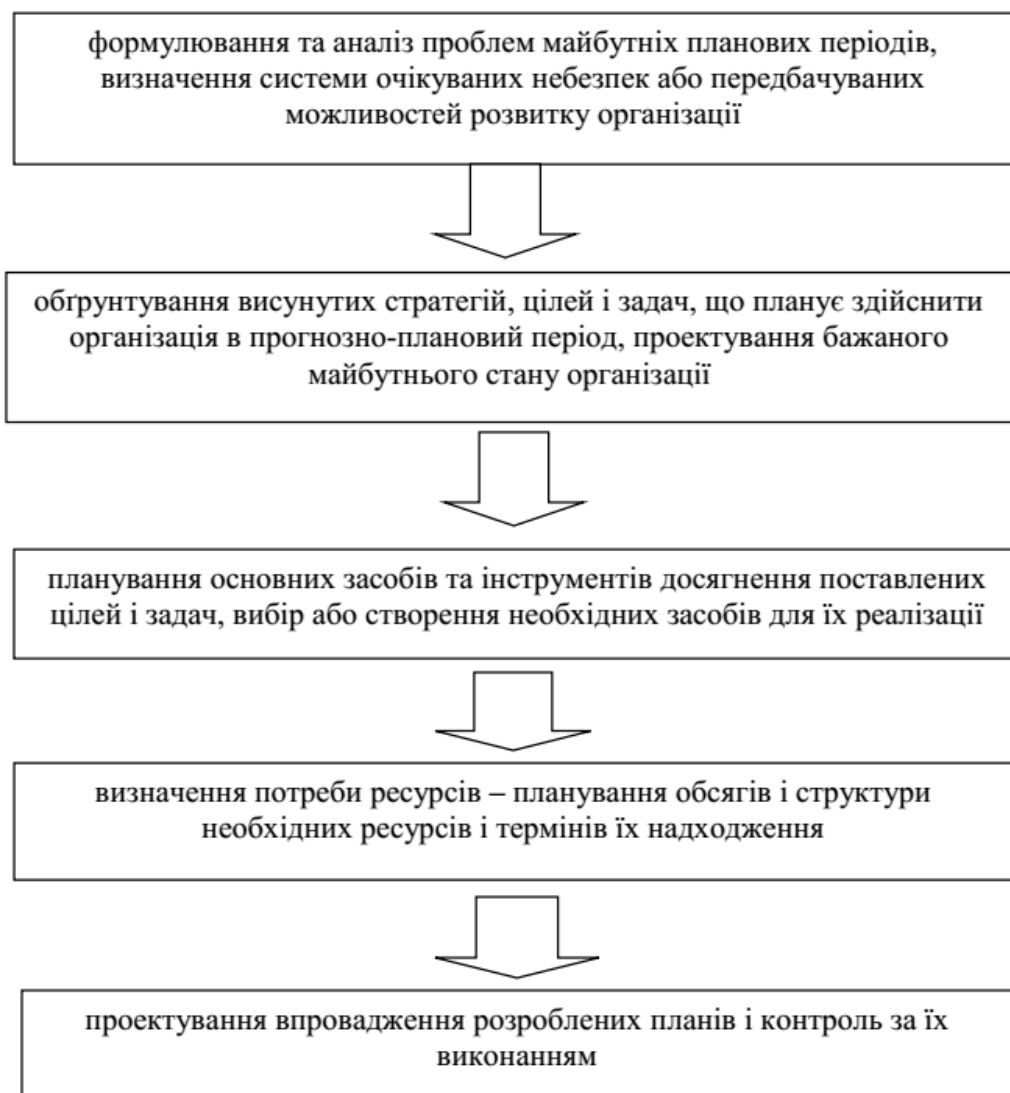 формулювання та аналіз проблем майбутніх планових періодів,
визначення системи очікуваних небезпек або передбачуваних
можливостей розвитку організації
обґрунтування висунутих стратегій, цілей і задач, що планує здійснити
організація в прогнозно-плановий період, проектування бажаного
майбутнього стану організації
планування основних засобів та інструментів досягнення поставлених
цілей і задач, вибір або створення необхідних засобів для їх реалізації
визначення потреби ресурсів – планування обсягів і структури
необхідних ресурсів і термінів їх надходження
проектування впровадження розроблених планів і контроль за їх
виконанням